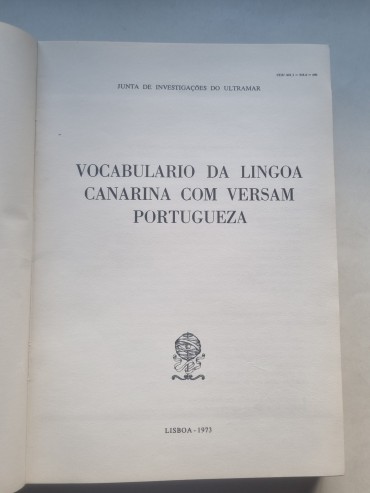 JUNTA DE INVESTIGAÇÕES DO ULTRAMAR
VOCABULARIO DA LINGOA
CANARINA COM VERSAM
PORTUGUEZA
LISBOA - 1973